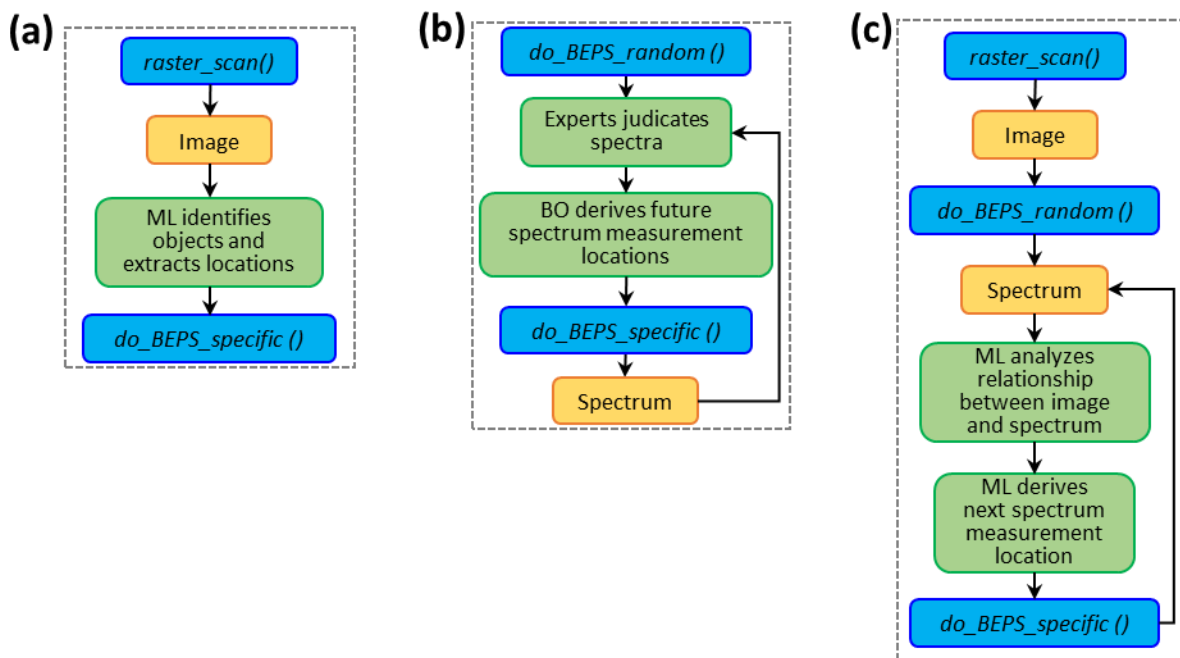 (a)
raster_scan()
Image
ML identifies
objects and
extracts locations
do_BEPS_specific ()
(b)
do_BEPS_random ()
Experts judicates
spectra
BO derives future
spectrum measurement
locations
do_BEPS_specific ()
Spectrum
(c)
raster_scan()
Image
do_BEPS_random ()
Spectrum
ML analyzes
relationship
between image
and spectrum
ML derives
next spectrum
measurement
location
do_BEPS_specific ()